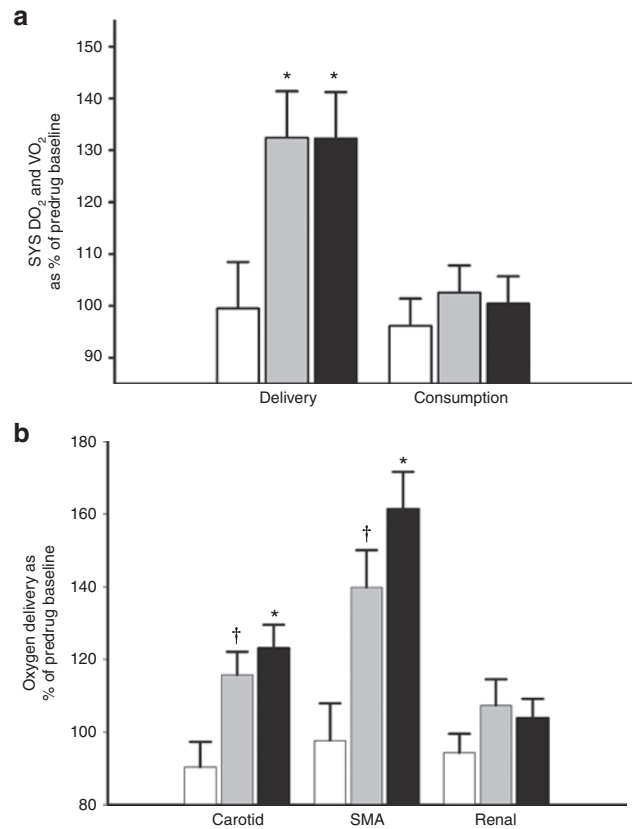 a
SYS DO2 and VO2
as % of predrug baseline
150
140
130
120
110
100
90
* *
Delivery Consumption
b
Oxygen delivery as
% of predrug baseline
180
160
140
120
100
80
† * † *
Carotid SMA Renal